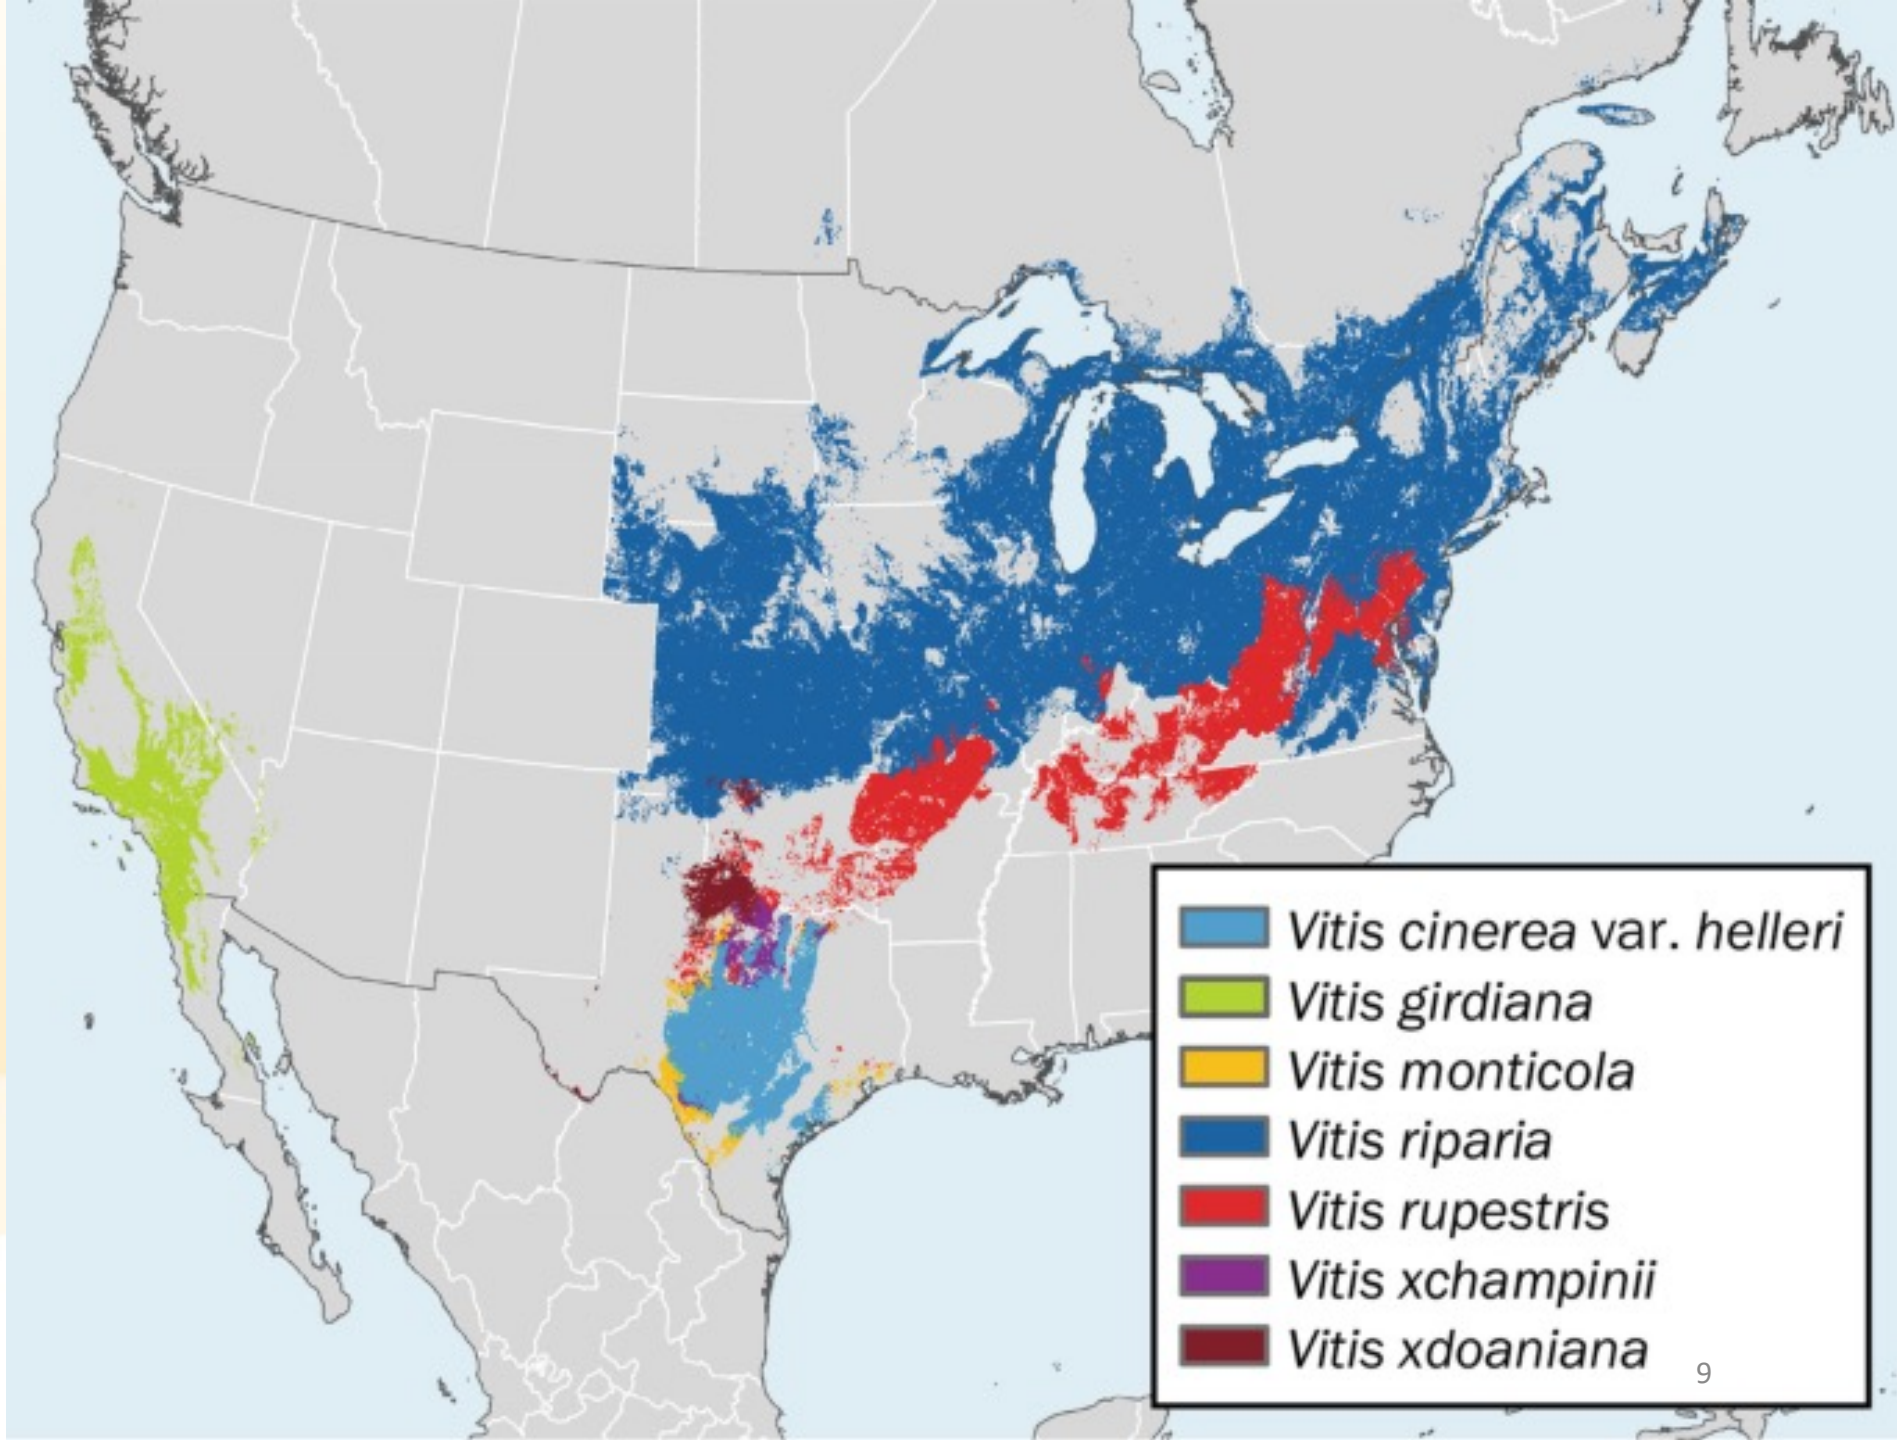 Vitis cinerea var. helleri
Vitis girdiana
Vitis monticola
Vitis riparia
Vitis rupestris
Vitis xchampinii
Vitis xdoaniana
9